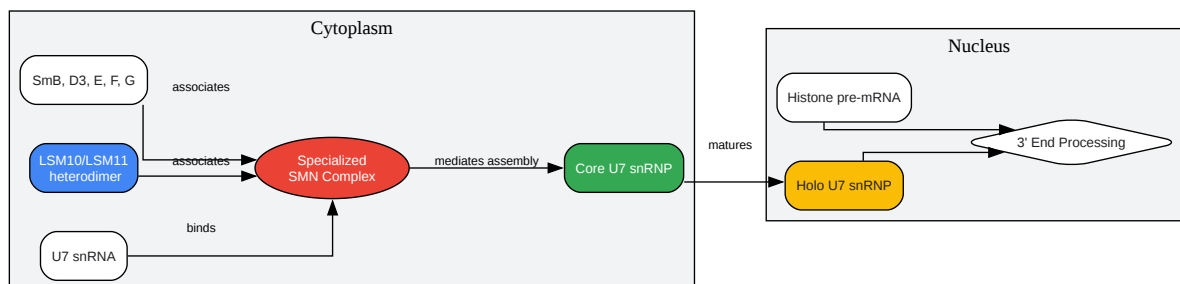 Cytoplasm
SmB, D3, E, F, G
associates
LSM10/LSM11
heterodimer
associates
Specialized
SMN Complex
mediates assembly
Core U7 snRNP
U7 snRNA
binds
matures
Nucleus
Histone pre-mRNA
3' End Processing
Holo U7 snRNP